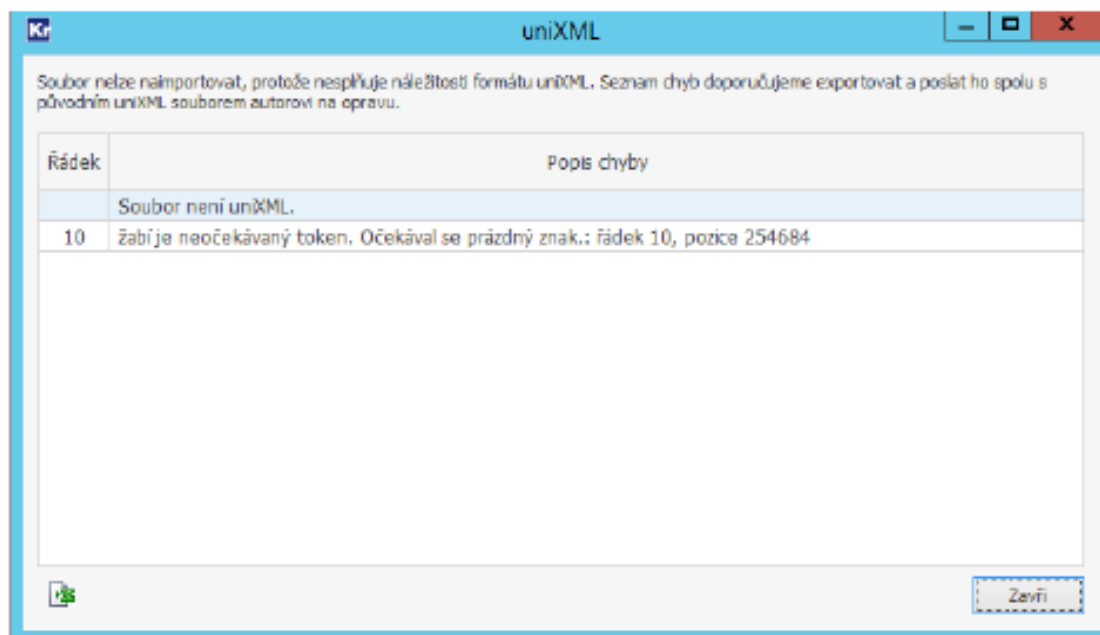 Kr
uniXML
Soubor nelze naimportovat, protože nesplňuje náležitosti formátu uniXML. Seznam chyb doporučujeme exportovat a poslat ho spolu s
původním uniXML souborem autorovi na opravu.
Řádek Popis chyby
Soubor není uniXML.
10 žabí je neočekávaný token. Očekával se prázdný znak.: řádek 10, pozice 254684
Zavři